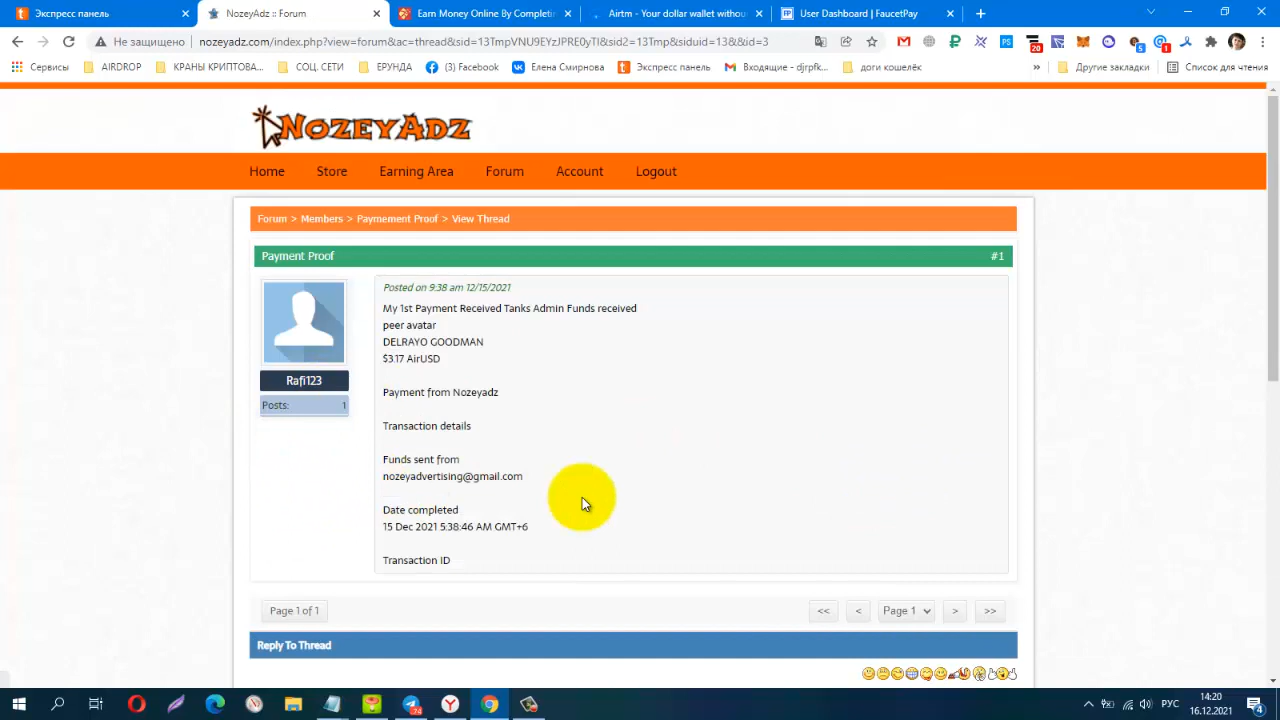 Экспресс панель
NozeyAdz :: Forum
Earn Money Online By Completin
Airtm - Your dollar wallet withou
User Dashboard | FaucetPay
Не защищено
nozeyadz.com/index.php?view=forum&ac=thread&sid=13TmpVNU9EYzJPRE0yTI&sid2=13Tmp&siduid=13&&id=3
20
5
1
Сервисы
AIRDROP
КРАНЫ КРИПТОВА...
СОЦ. СЕТИ
ЕРУНДА
(3) Facebook
Елена Смирнова
Экспресс панель
Входящие - djrpfk...
доги кошелёк
»
Другие закладки
Список для чтения
NozeyAdz
Home
Store
Earning Area
Forum
Account
Logout
Forum > Members > Paymement Proof > View Thread
Payment Proof
#1
Posted on 9:38 am 12/15/2021
My 1st Payment Received Tanks Admin Funds received
peer avatar
DELRAYO GOODMAN
$3.17 AirUSD
Payment from Nozeyadz
Transaction details
Funds sent from
nozeyadvertising@gmail.com
Date completed
15 Dec 2021 5:38:46 AM GMT+6
Transaction ID
Rafi123
Posts: 1
Page 1 of 1
<<
<
Page 1
>
>>
Reply To Thread
74
РУС
14:20
16.12.2021
4